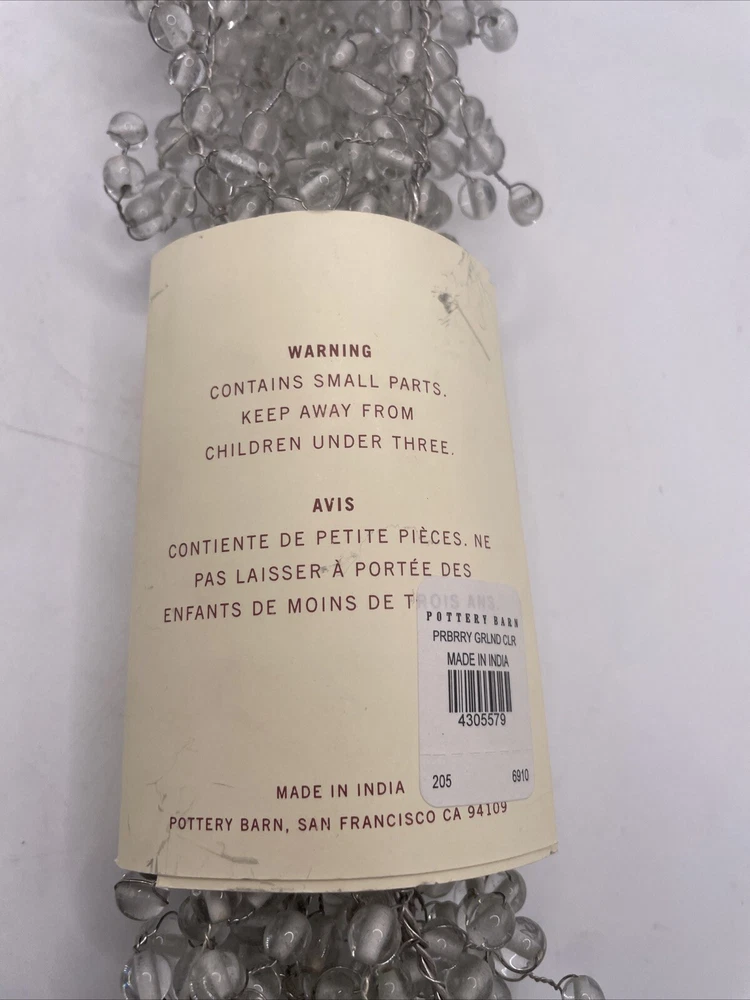 WARNING
CONTAINS SMALL PARTS.
KEEP AWAY FROM
CHILDREN UNDER THREE.
AVIS
CONTIENTE DE PETITE PIÈCES. NE
PAS LAISSER À PORTÉE DES
ENFANTS DE MOINS DE TROIS ANS.
POTTERY BARN
PRBRRY GRLND CLR
MADE IN INDIA
4305579
205 6910
MADE IN INDIA
POTTERY BARN, SAN FRANCISCO CA 94109